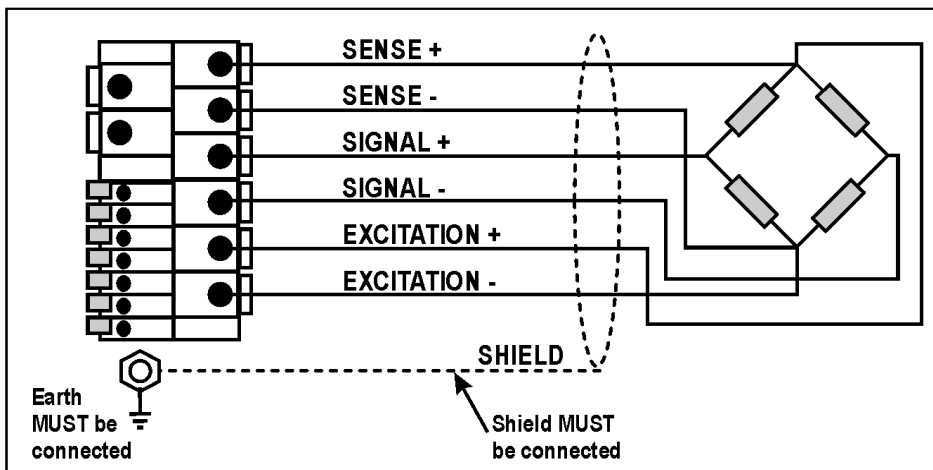 SENSE +
SENSE -
SIGNAL +
SIGNAL -
EXCITATION +
EXCITATION -
SHIELD
Earth
MUST be
connected
Shield MUST
be connected